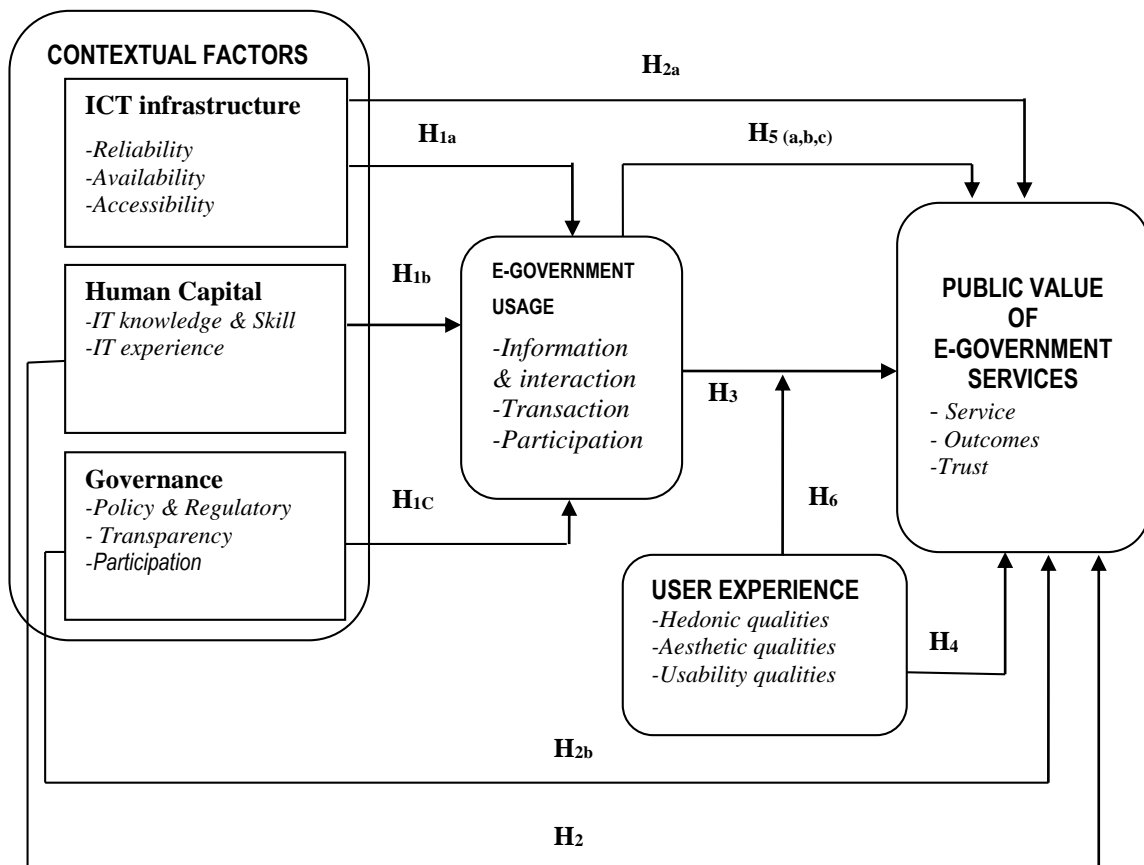 CONTEXTUAL FACTORS
ICT infrastructure
-Reliability
-Availability
-Accessibility
Human Capital
-IT knowledge & Skill
-IT experience
Governance
-Policy & Regulatory
- Transparency
-Participation
H2a
H1a
H5 (a,b,c)
H1b
H1C
E-GOVERNMENT
USAGE
-Information
& interaction
-Transaction
-Participation
H3
H6
PUBLIC VALUE
OF
E-GOVERNMENT
SERVICES
- Service
- Outcomes
-Trust
USER EXPERIENCE
-Hedonic qualities
-Aesthetic qualities
-Usability qualities
H4
H2b
H2